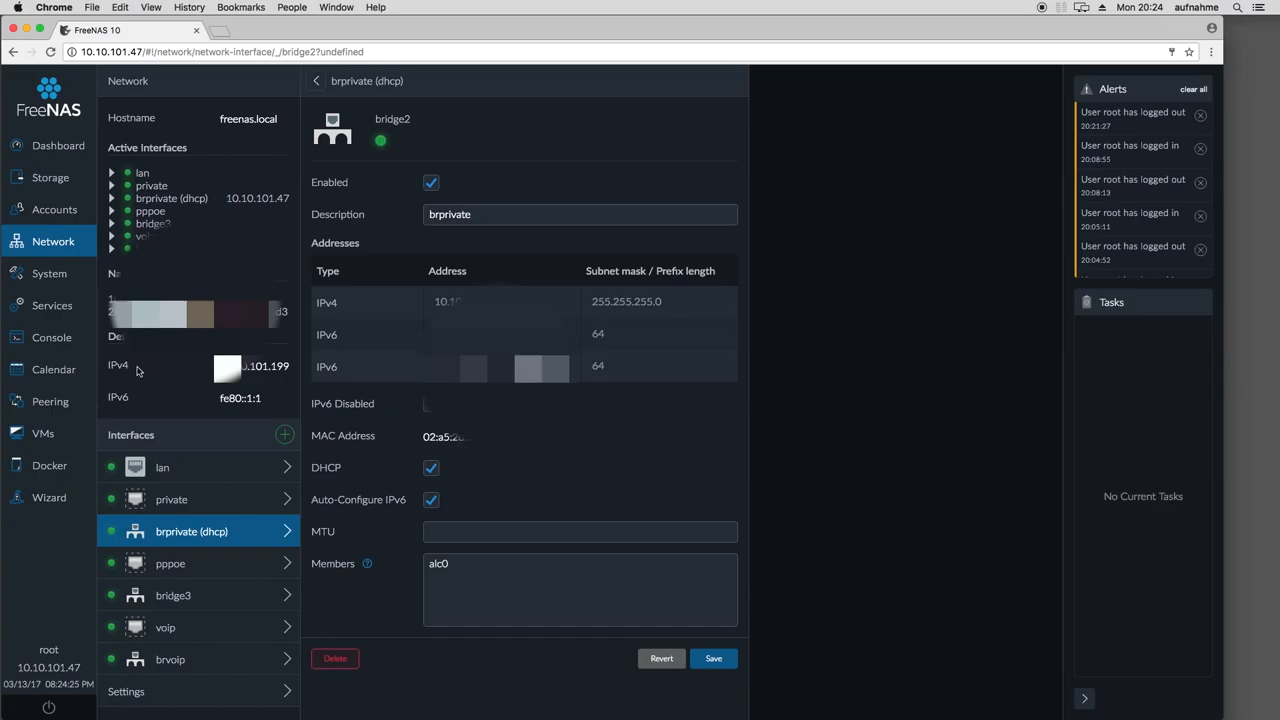 Chrome File Edit View History Bookmarks People Window Help Mon 20:24 aufnahme
FreeNAS 10
10.10.101.47/#!/network/network-interface/_/bridge2?undefined
FreeNAS
Dashboard
Storage
Accounts
Network
System
Services
Console
Calendar
Peering
VMs
Docker
Wizard
root
10.10.101.47
03/13/17 08:24:25 PM
Network
Hostname freenas.local
Active Interfaces
lan
private
brprivate (dhcp) 10.10.101.47
pppoe
bridge3
IPv4 .101.199
IPv6 fe80::1:1
Interfaces
lan
private
brprivate (dhcp)
pppoe
bridge3
voip
brvoip
Settings
brprivate (dhcp)
bridge2
Enabled
Description brprivate
Addresses
Type Address Subnet mask / Prefix length
IPv4 255.255.255.0
IPv6 64
IPv6 64
IPv6 Disabled
MAC Address 02:a5:2
DHCP
Auto-Configure IPv6
MTU
Members alc0
Delete Revert Save
Alerts clear all
User root has logged out
20:21:27
User root has logged in
20:08:55
User root has logged out
20:08:13
User root has logged in
20:05:11
User root has logged out
20:04:52
Tasks
No Current Tasks